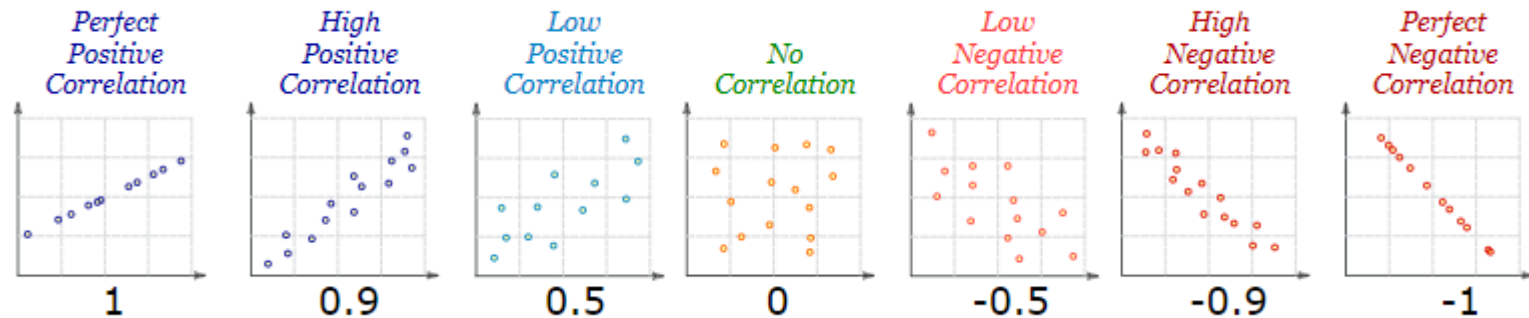 Perfect
Positive
Correlation
High
Positive
Correlation
Low
Positive
Correlation
No
Correlation
Low
Negative
Correlation
High
Negative
Correlation
Perfect
Negative
Correlation
1
0.9
0.5
0
-0.5
-0.9
-1